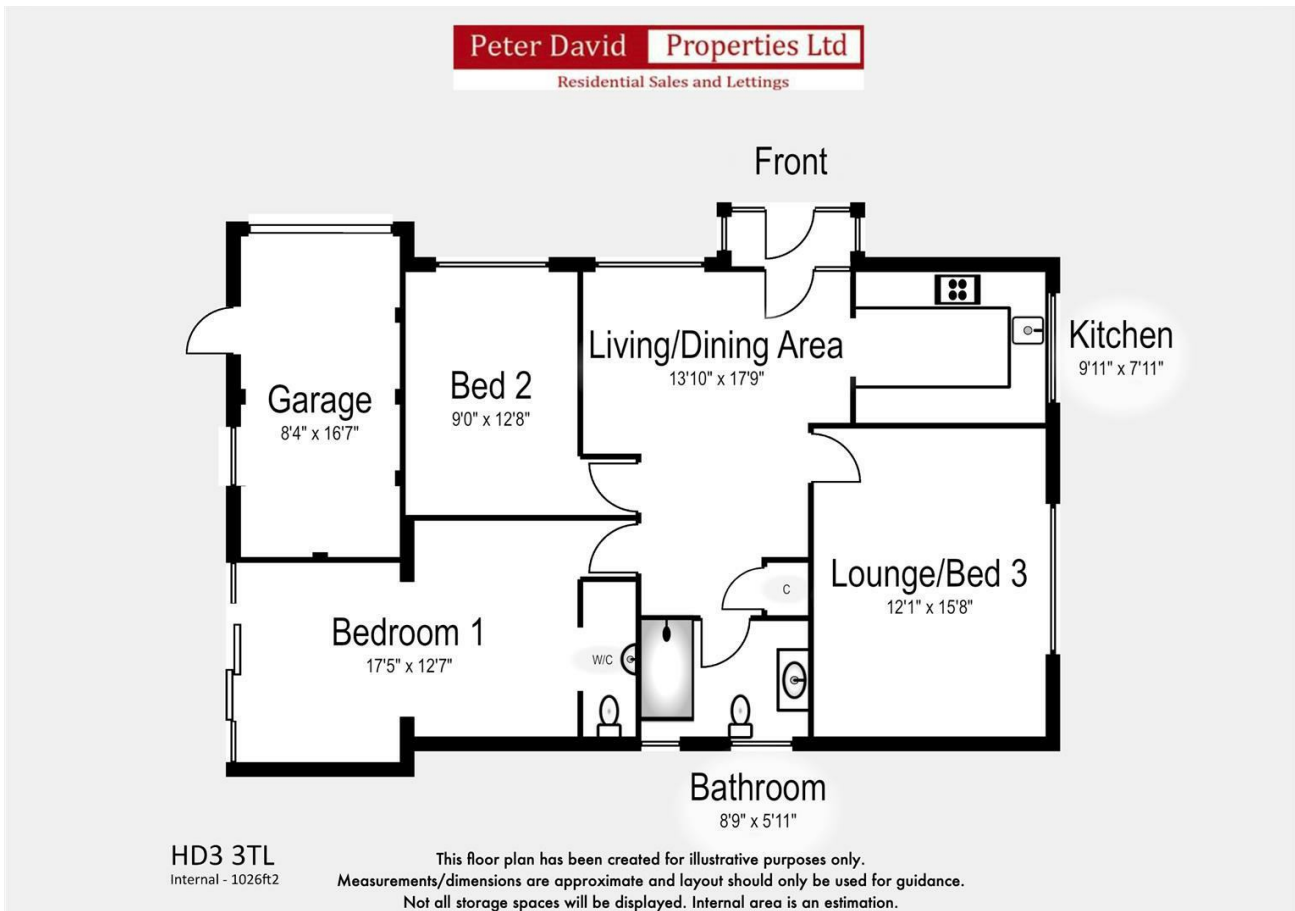 Peter David Properties Ltd
Residential Sales and Lettings
Front
Living/Dining Area
13'10" x 17'9"
Kitchen
9'11" x 7'11"
Bed 2
9'0" x 12'8"
Garage
8'4" x 16'7"
Lounge/Bed 3
12'1" x 15'8"
C
Bedroom 1
17'5" x 12'7"
W/C
Bathroom
8'9" x 5'11"
HD3 3TL
Internal - 1026ft2
This floor plan has been created for illustrative purposes only.
Measurements/dimensions are approximate and layout should only be used for guidance.
Not all storage spaces will be displayed. Internal area is an estimation.